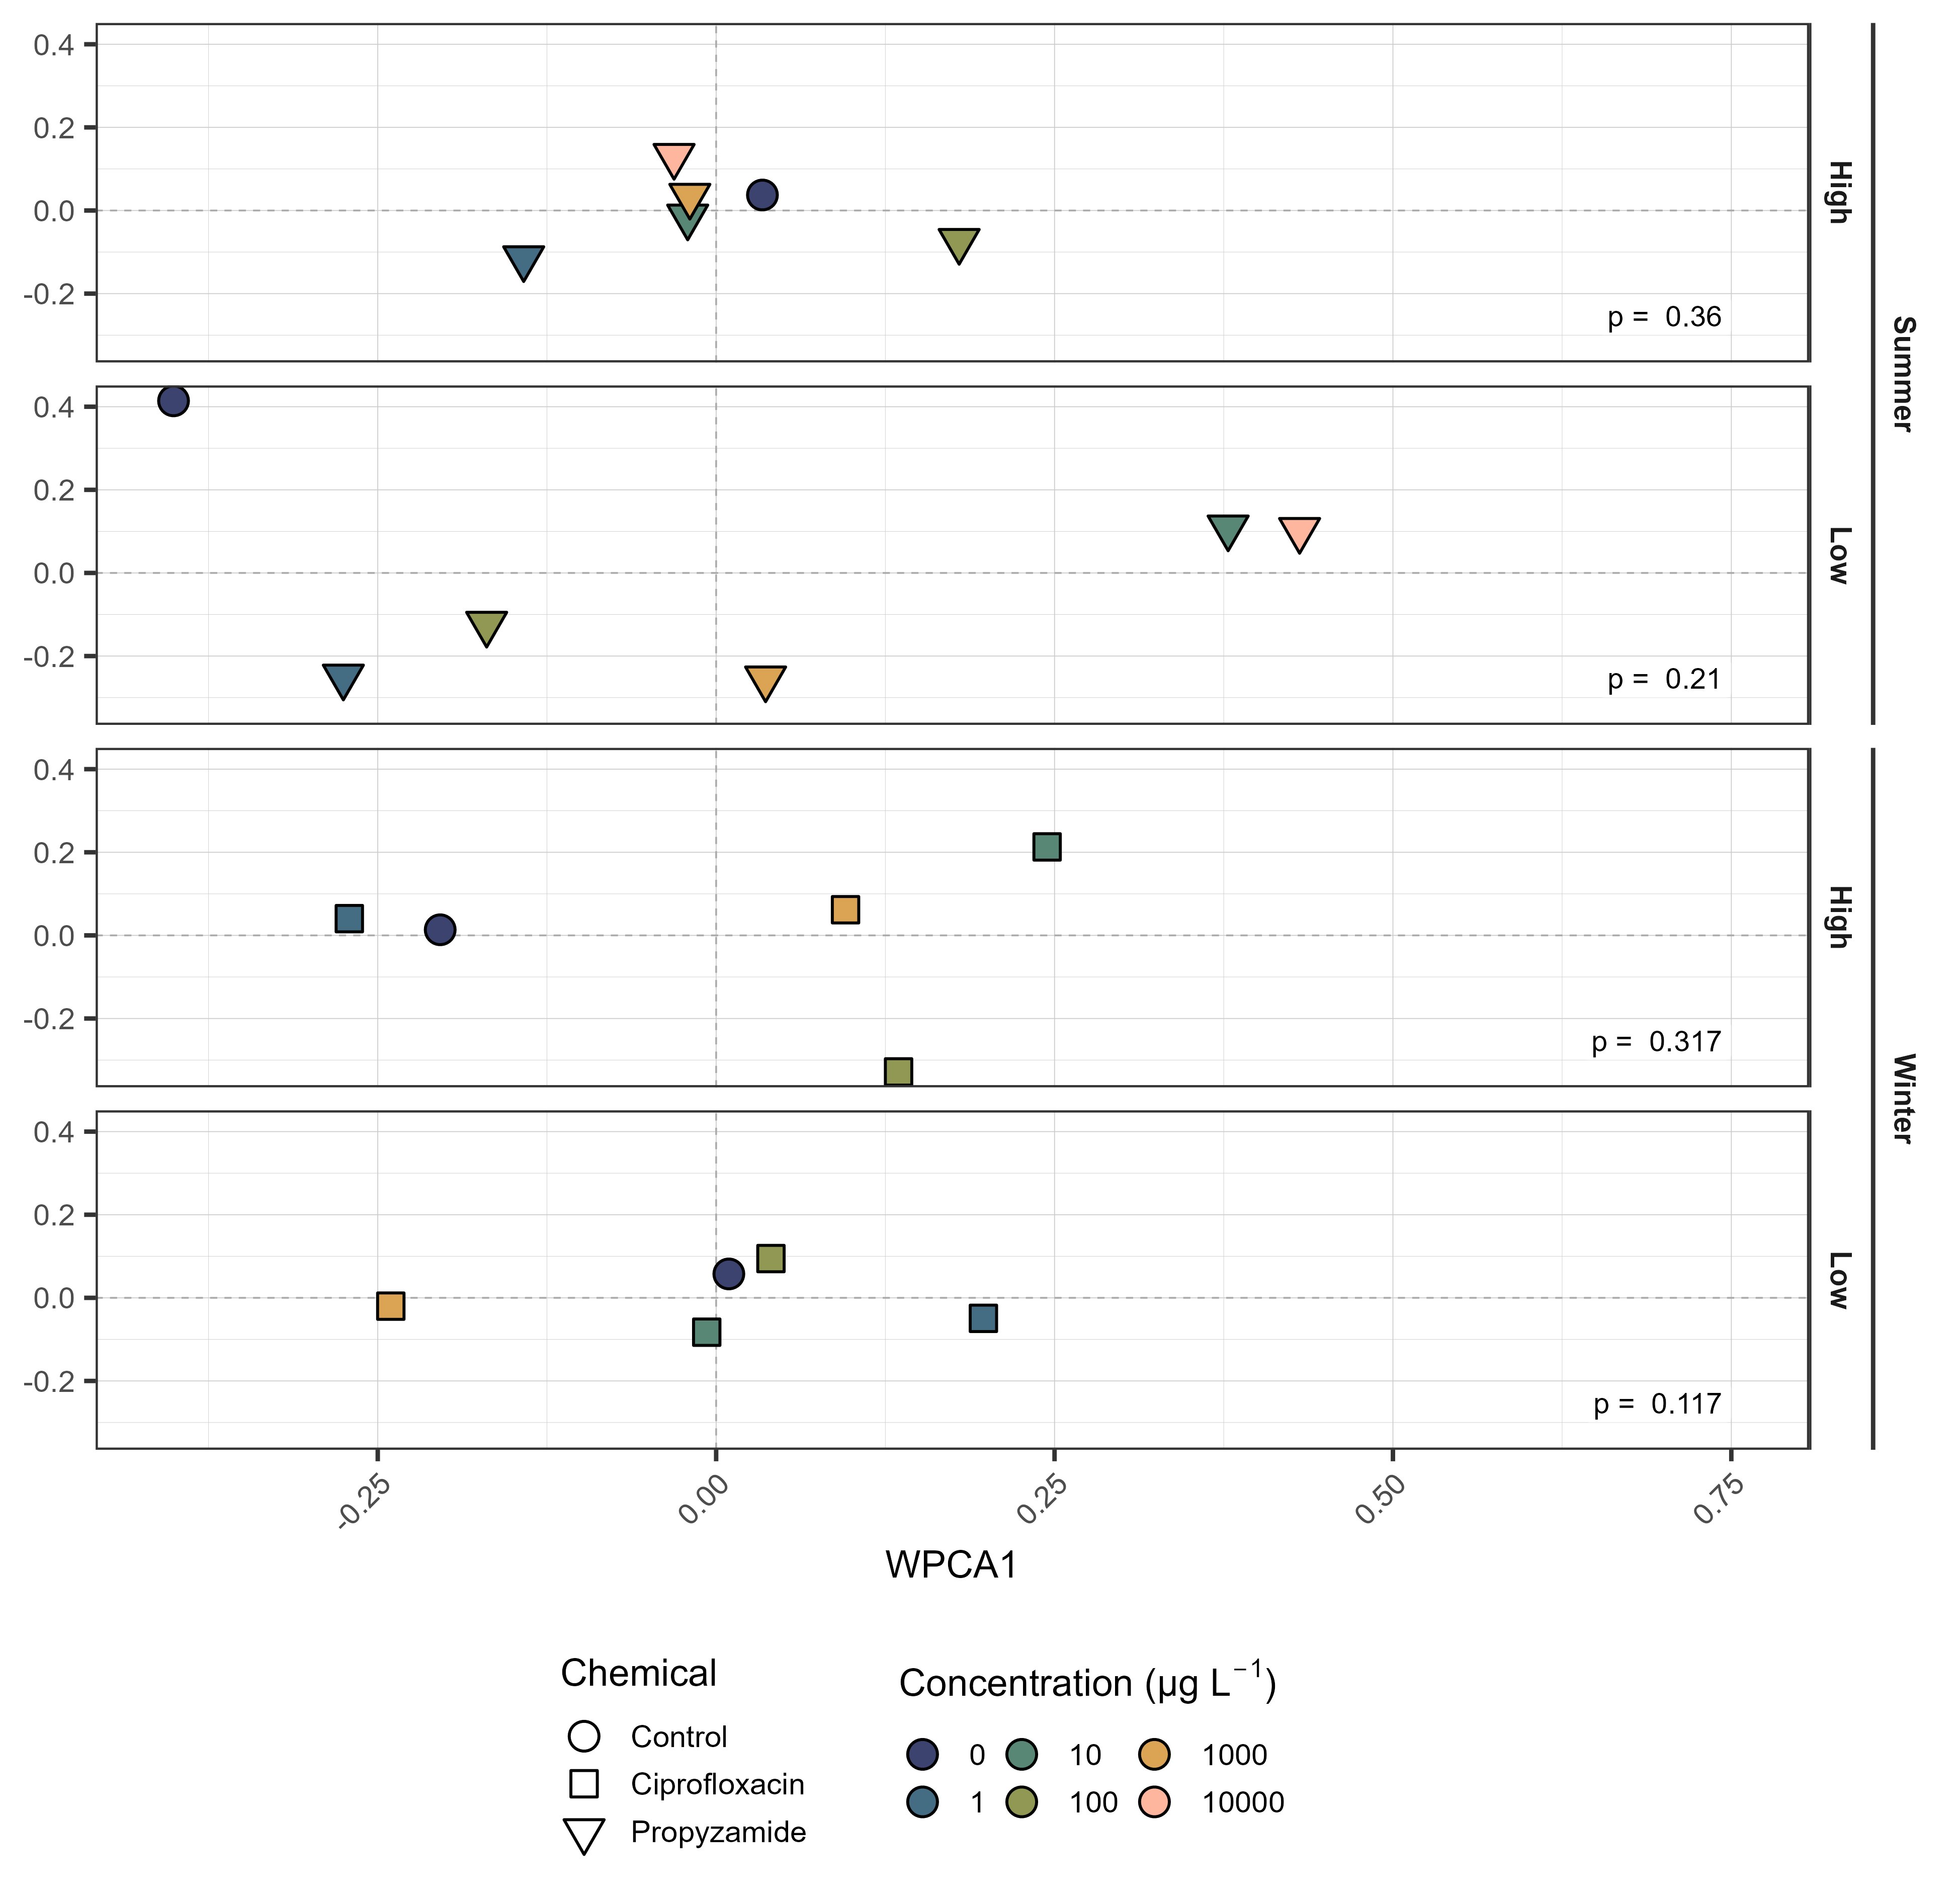 0.4
0.2
0.0
-0.2
p = 0.36
High
Summer
0.4
0.2
0.0
-0.2
p = 0.21
Low
0.4
0.2
0.0
-0.2
p = 0.317
High
Winter
0.4
0.2
0.0
-0.2
p = 0.117
Low
-0.25 0.00 0.25 0.50 0.75
WPCA1
Chemical
Control
Ciprofloxacin
Propyzamide
Concentration (µg L⁻¹)
0 10 1000
1 100 10000